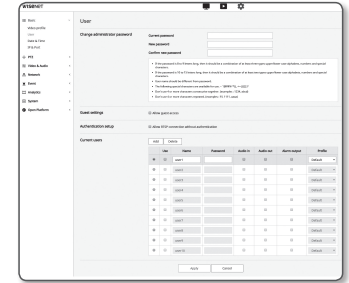 WISENET
Basic
Video profile
User
Date & Time
IP & Port
PTZ
Video & Audio
Network
Event
Analytics
System
Open Platform
User
Change administrator password
Current password
New password
Confirm new password
Guest settings
Allow guest access
Authentication setup
Allow RTSP connection without authentication
Current users
Add Delete
Use Name Password Audio in Audio out Alarm output Profile
user1 Default
user2 Default
user3 Default
user4 Default
user5 Default
user6 Default
user7 Default
user8 Default
user9 Default
user10 Default
Apply Cancel